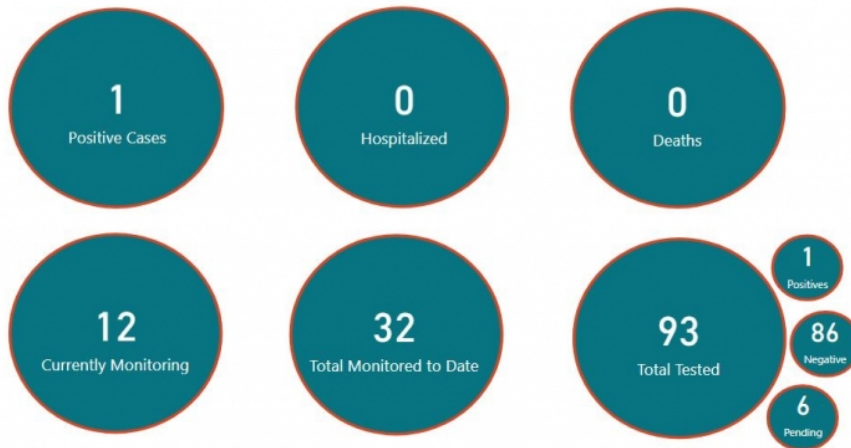 1
Positive Cases
0
Hospitalized
0
Deaths
12
Currently Monitoring
32
Total Monitored to Date
93
Total Tested
1
Positives
86
Negative
6
Pending